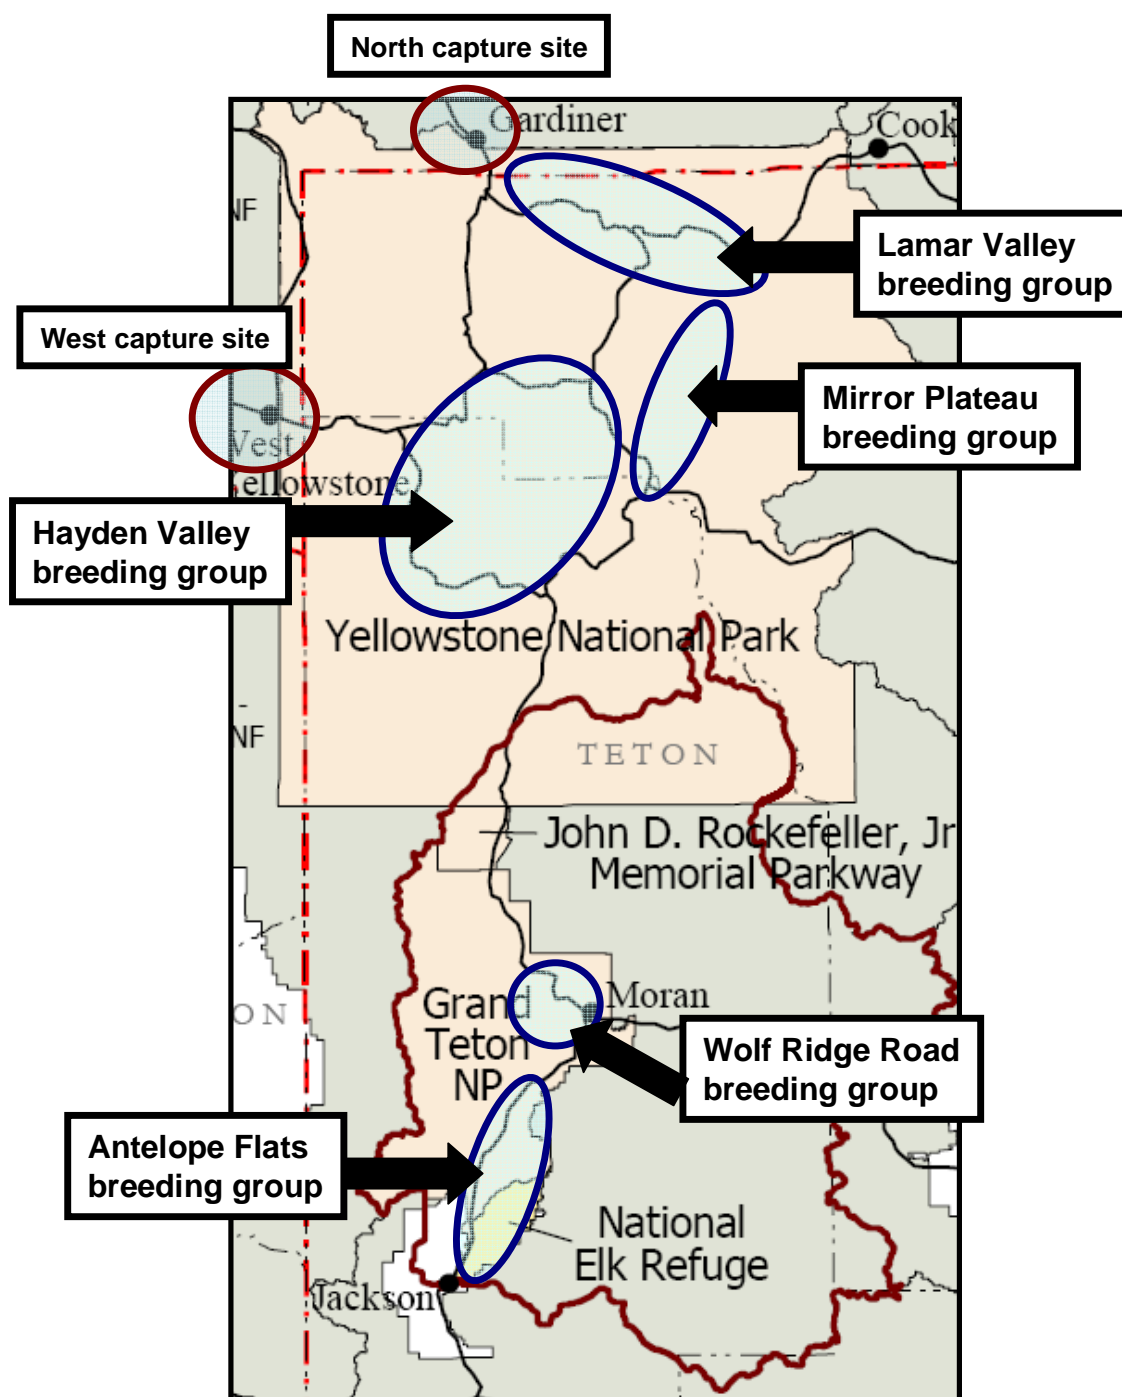 North capture site
Gardiner
Cook
NF
Lamar Valley
breeding group
West capture site
Mirror Plateau
breeding group
West
Yellowstone
Hayden Valley
breeding group
Yellowstone National Park
NF
TETON
John D. Rockefeller, Jr
Memorial Parkway
ON
Grand
Teton
NP
Moran
Wolf Ridge Road
breeding group
Antelope Flats
breeding group
National
Elk Refuge
Jackson